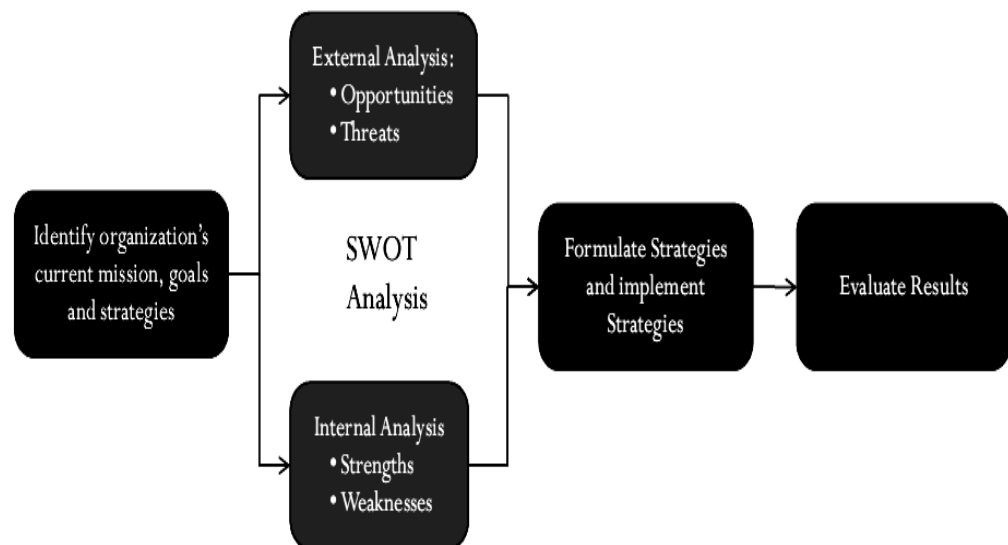 External Analysis:
• Opportunities
• Threats
Identify organization's
current mission, goals
and strategies
SWOT
Analysis
Internal Analysis
• Strengths
• Weaknesses
Formulate Strategies
and implement
Strategies
Evaluate Results